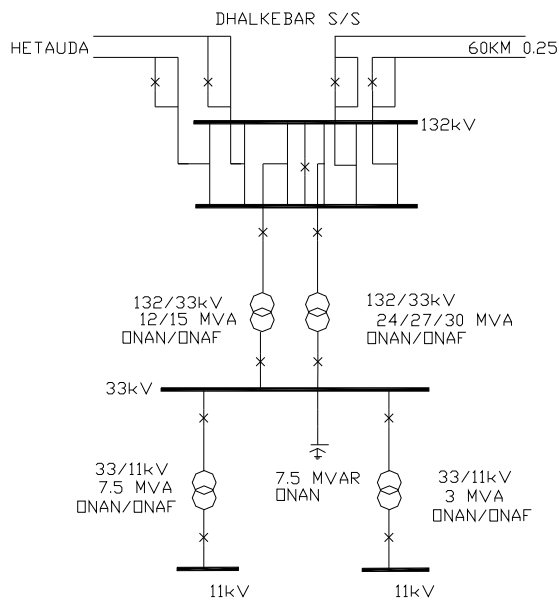 DHALKEBAR S/S
HETAUDA
60KM 0.25
132kV
132/33kV
12/15 MVA
ONAN/ONAF
132/33kV
24/27/30 MVA
ONAN/ONAF
33kV
33/11kV
7.5 MVA
ONAN/ONAF
7.5 MVAR
ONAN
33/11kV
3 MVA
ONAN/ONAF
11kV
11kV